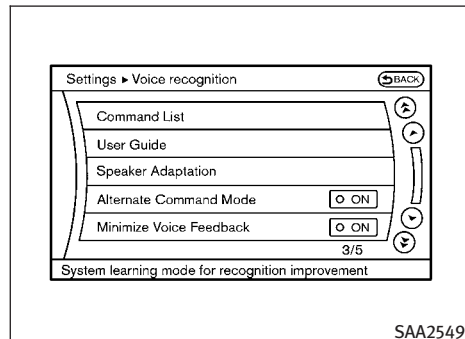 Settings ▸ Voice recognition BACK
Command List
User Guide
Speaker Adaptation
Alternate Command Mode ON
Minimize Voice Feedback ON
3/5
System learning mode for recognition improvement
SAA2549